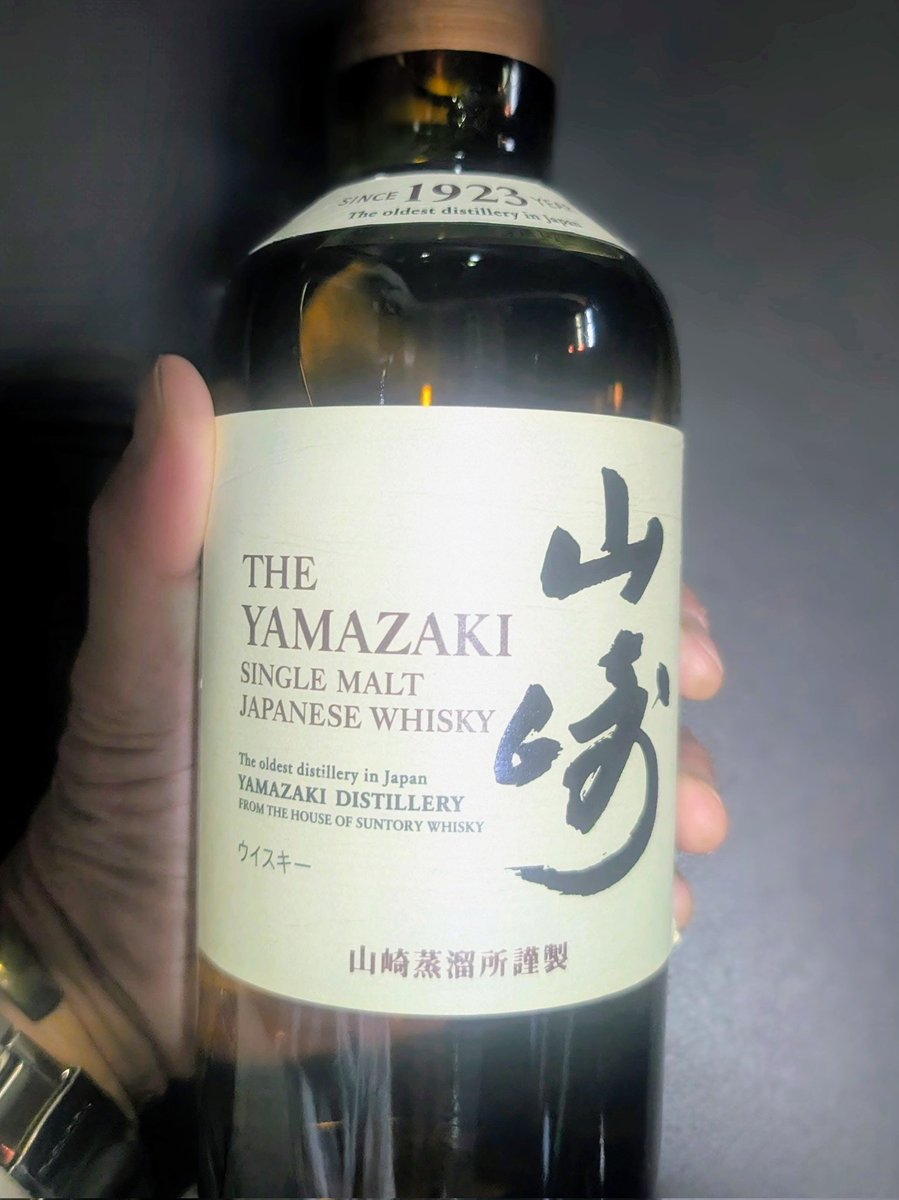 SINCE 1923
The oldest distillery in Japan
山崎
THE
YAMAZAKI
SINGLE MALT
JAPANESE WHISKY
The oldest distillery in Japan
YAMAZAKI DISTILLERY
FROM THE HOUSE OF SUNTORY WHISKY
ウイスキー
山崎蒸溜所謹製